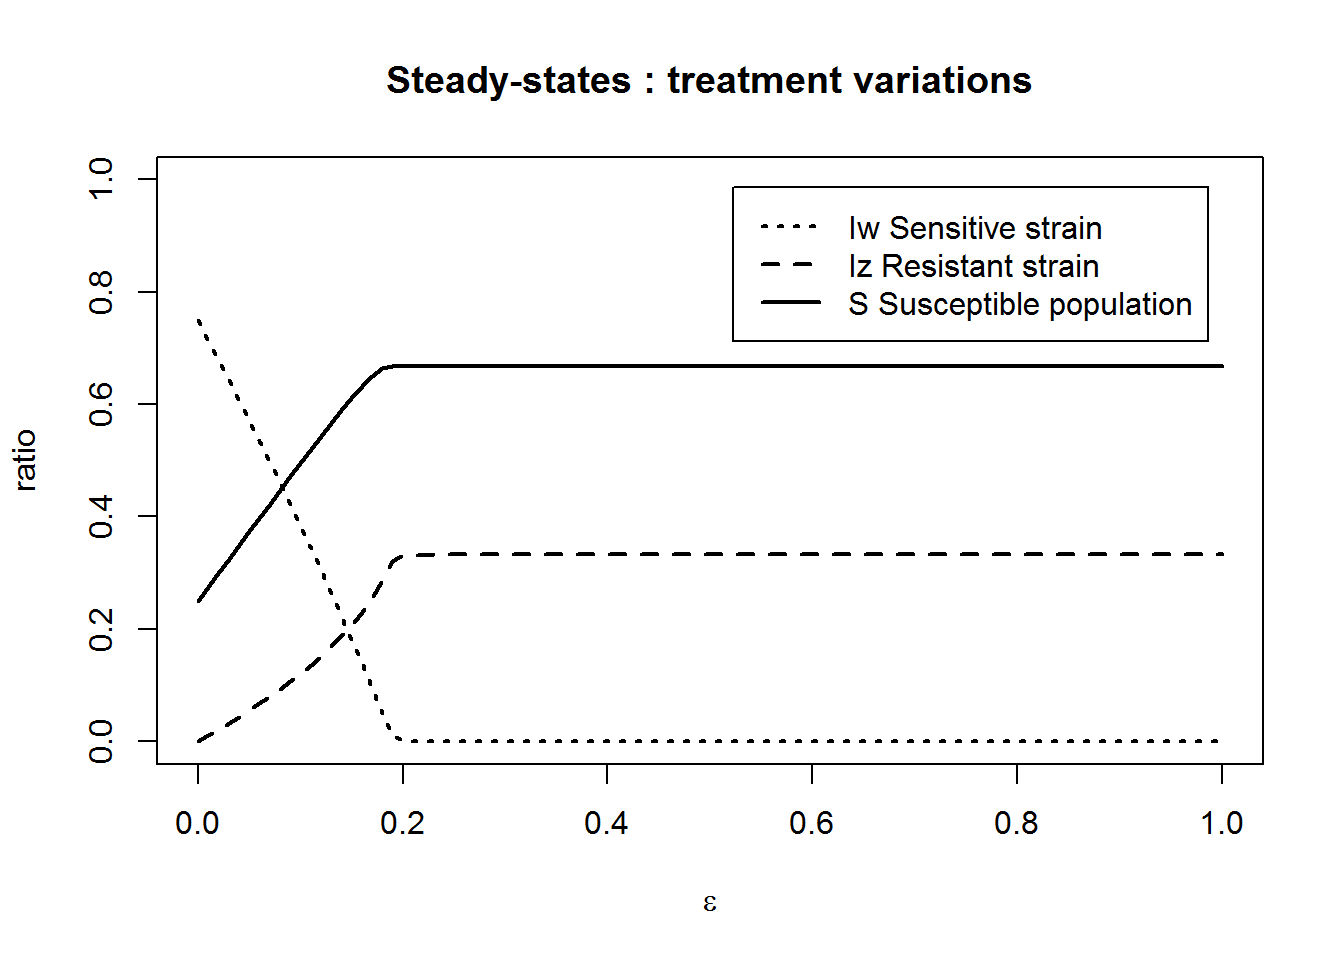 Steady-states : treatment variations
Iw Sensitive strain
Iz Resistant strain
S Susceptible population
ratio
1.0
0.8
0.6
0.4
0.2
0.0
0.0 0.2 0.4 0.6 0.8 1.0
ε